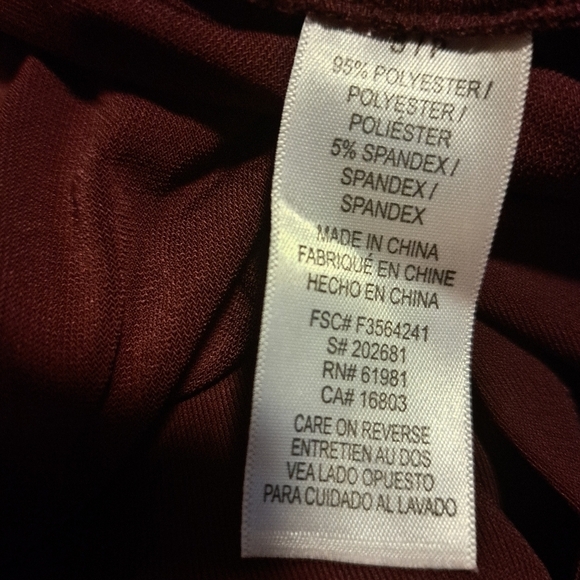 95% POLYESTER /
POLYESTER /
POLIÉSTER
5% SPANDEX /
SPANDEX /
SPANDEX
MADE IN CHINA
FABRIQUÉ EN CHINE
HECHO EN CHINA
FSC# F3564241
S# 202681
RN# 61981
CA# 16803
CARE ON REVERSE
ENTRETIEN AU DOS
VEA LADO OPUESTO
PARA CUIDADO AL LAVADO